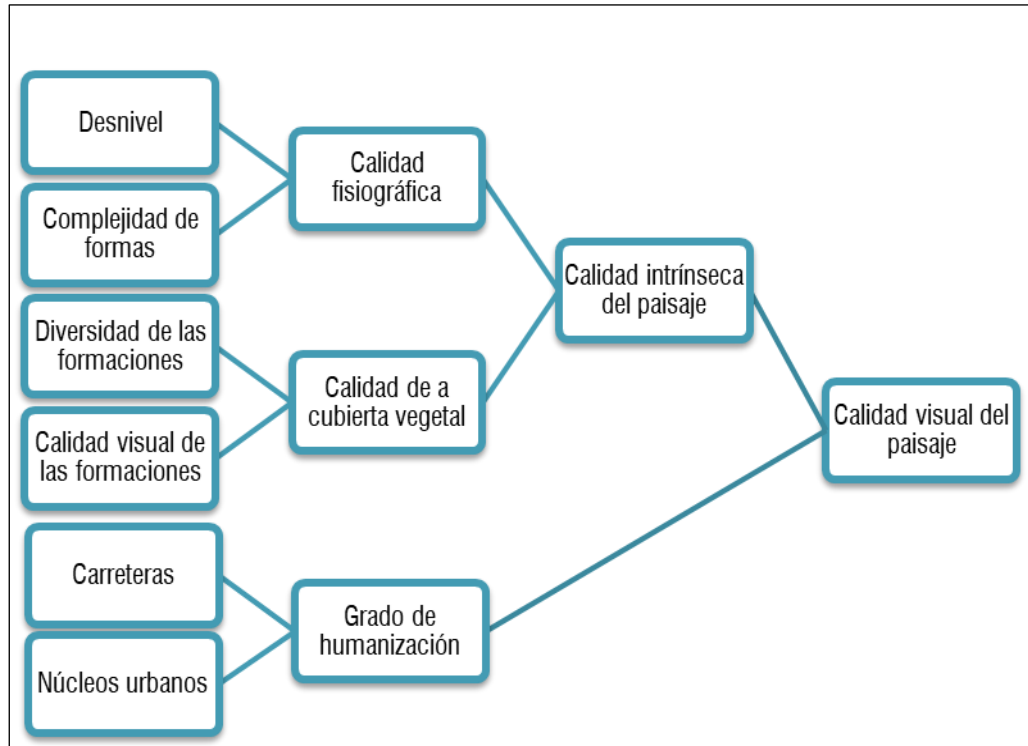 Desnivel
Complejidad de
formas
Diversidad de las
formaciones
Calidad visual de
las formaciones
Carreteras
Núcleos urbanos
Calidad
fisiográfica
Calidad de a
cubierta vegetal
Grado de
humanización
Calidad intrínseca
del paisaje
Calidad visual del
paisaje